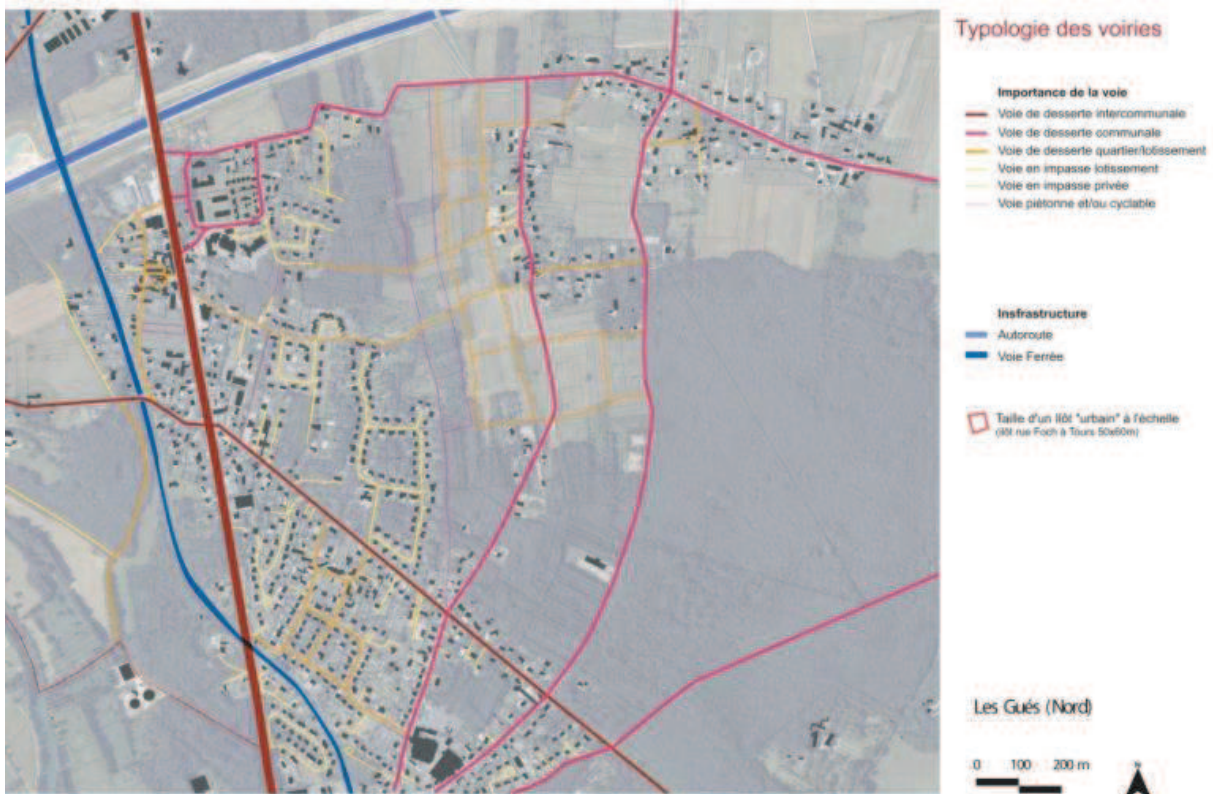 Typologie des voiries
Importance de la voie
Voie de desserte intercommunale
Voie de desserte communale
Voie de desserte quartier/lotissement
Voie en impasse lotissement
Voie en impasse privée
Voie piétonne et/ou cyclable
Insfrastructure
Autoroute
Voie Ferrée
Taille d'un îlôt "urbain" à l'échelle
(îlôt rue Foch à Tours 50x60m)
Les Gués (Nord)
0 100 200 m
N